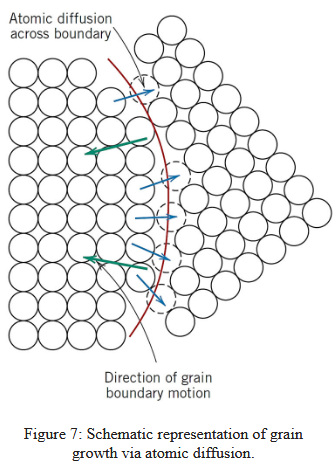 Atomic diffusion
across boundary
Direction of grain
boundary motion
Figure 7: Schematic representation of grain
growth via atomic diffusion.